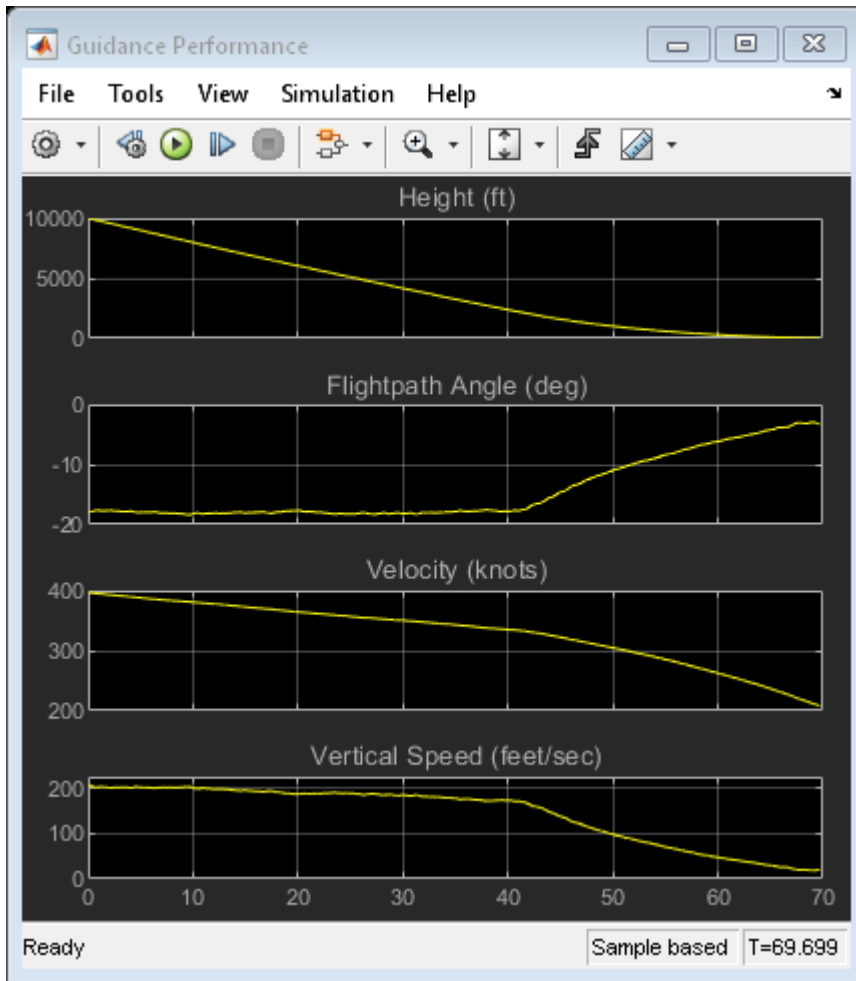 Guidance Performance
File Tools View Simulation Help
Height (ft)
10000
5000
0
Flightpath Angle (deg)
0
-10
-20
Velocity (knots)
400
300
200
Vertical Speed (feet/sec)
200
100
0
0 10 20 30 40 50 60 70
Ready Sample based T=69.699